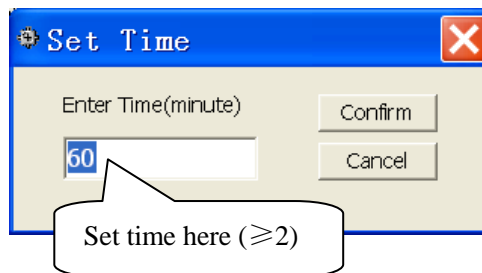 Set Time
Enter Time(minute)
Confirm
60
Cancel
Set time here (≥2)